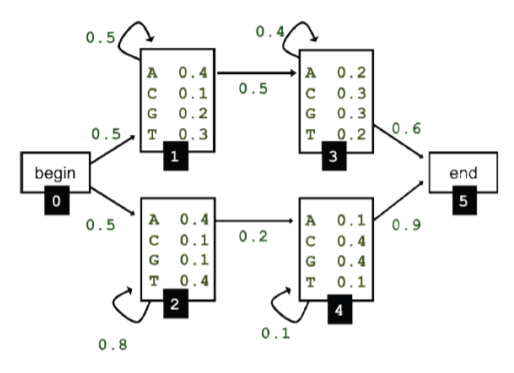 0.5
0.4
A 0.4
C 0.1
G 0.2
T 0.3
1
0.5
A 0.2
C 0.3
G 0.3
T 0.2
3
0.5
0.6
begin
0
end
5
0.5
A 0.4
C 0.1
G 0.1
T 0.4
2
0.2
A 0.1
C 0.4
G 0.4
T 0.1
4
0.9
0.8
0.1